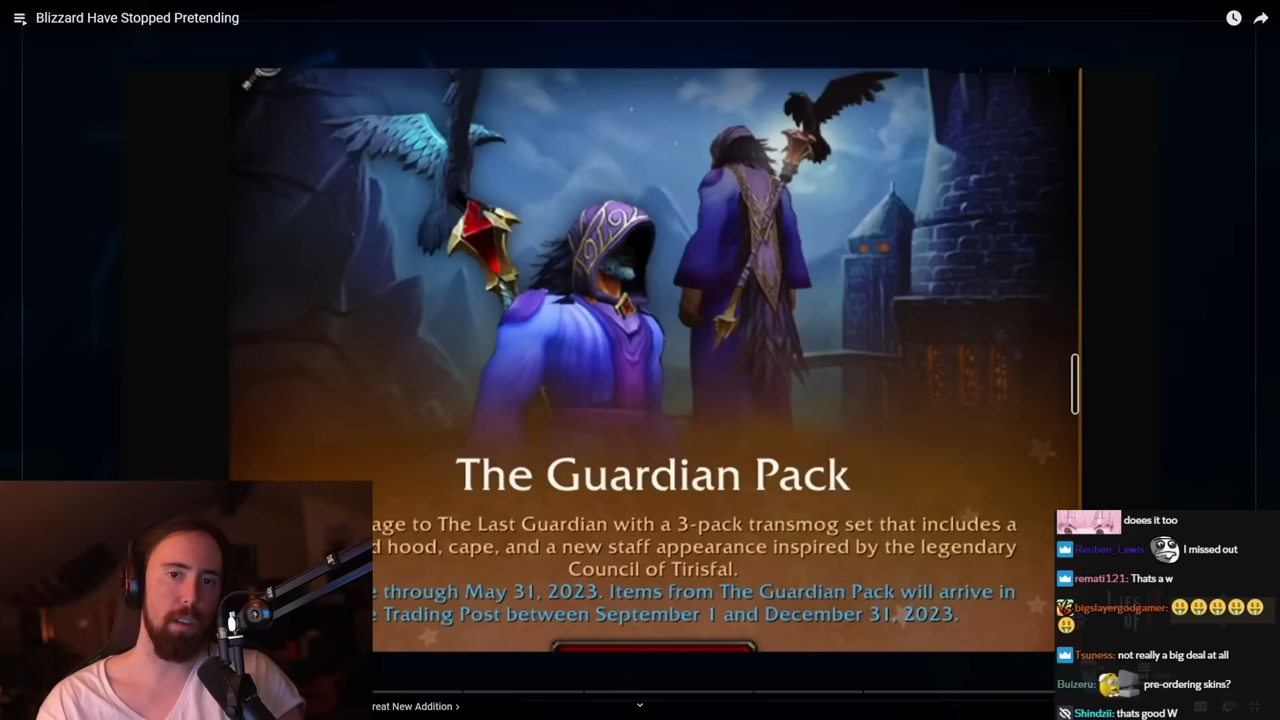 Blizzard Have Stopped Pretending
The Guardian Pack
age to The Last Guardian with a 3-pack transmog set that includes a
d hood, cape, and a new staff appearance inspired by the legendary
Council of Tirisfal.
e through May 31, 2023. Items from The Guardian Pack will arrive in
e Trading Post between September 1 and December 31, 2023.
doees it too
Reuben_Lewis: I missed out
remati121: Thats a w
bigslayergodgamer:
Tsuness: not really a big deal at all
Buizeru: pre-ordering skins?
Shindzii: thats good W
reat New Addition ›